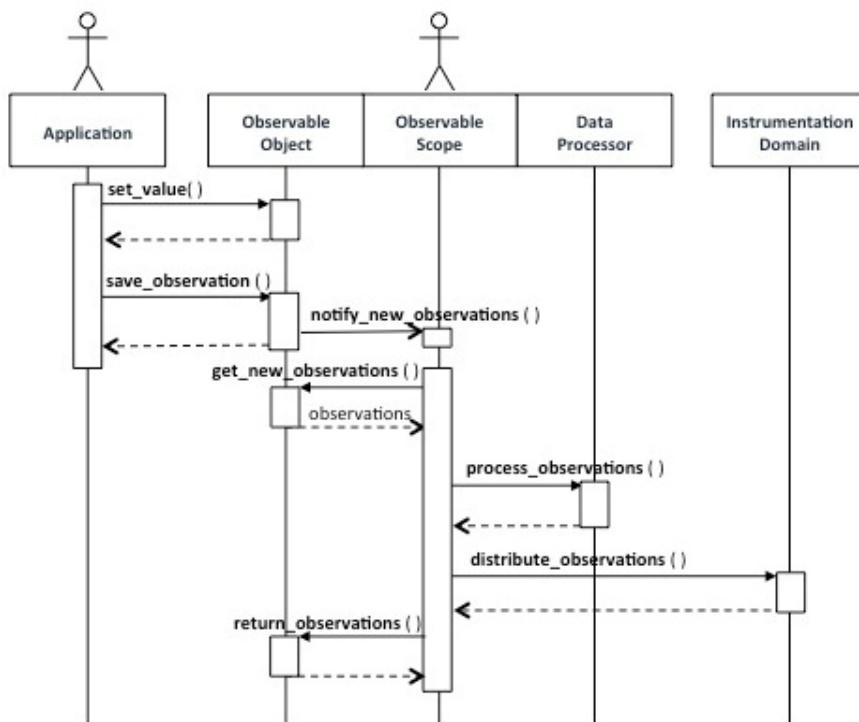 Application
Observable
Object
Observable
Scope
Data
Processor
Instrumentation
Domain
set_value()
save_observation ( )
notify_new_observations ( )
get_new_observations ( )
observations
process_observations ( )
distribute_observations ( )
return_observations ( )